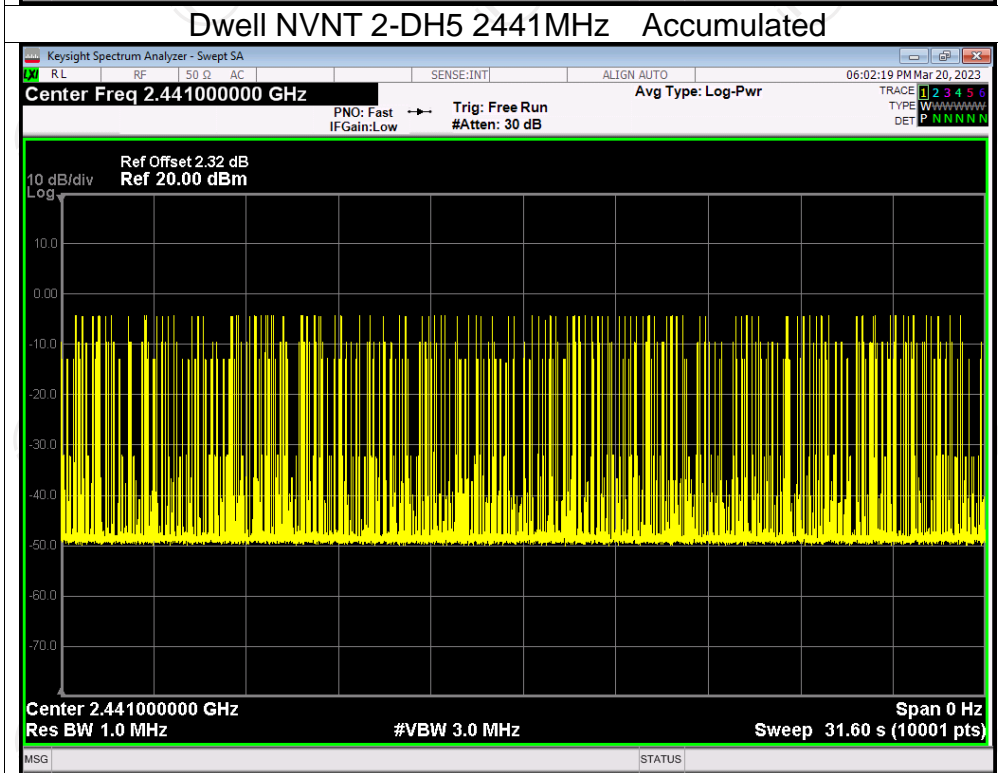 Dwell NVNT 2-DH5 2441MHz Accumulated
Keysight Spectrum Analyzer - Swept SA
LXI RL RF 50 Ω AC SENSE:INT ALIGN AUTO 06:02:19 PM Mar 20, 2023
Center Freq 2.441000000 GHz Avg Type: Log-Pwr TRACE 1 2 3 4 5 6
PNO: Fast Trig: Free Run TYPE WWWWWWW
IFGain:Low #Atten: 30 dB DET P N N N N N
Ref Offset 2.32 dB
10 dB/div Ref 20.00 dBm
Log
10.0
0.00
-10.0
-20.0
-30.0
-40.0
-50.0
-60.0
-70.0
Center 2.441000000 GHz Span 0 Hz
Res BW 1.0 MHz #VBW 3.0 MHz Sweep 31.60 s (10001 pts)
MSG STATUS